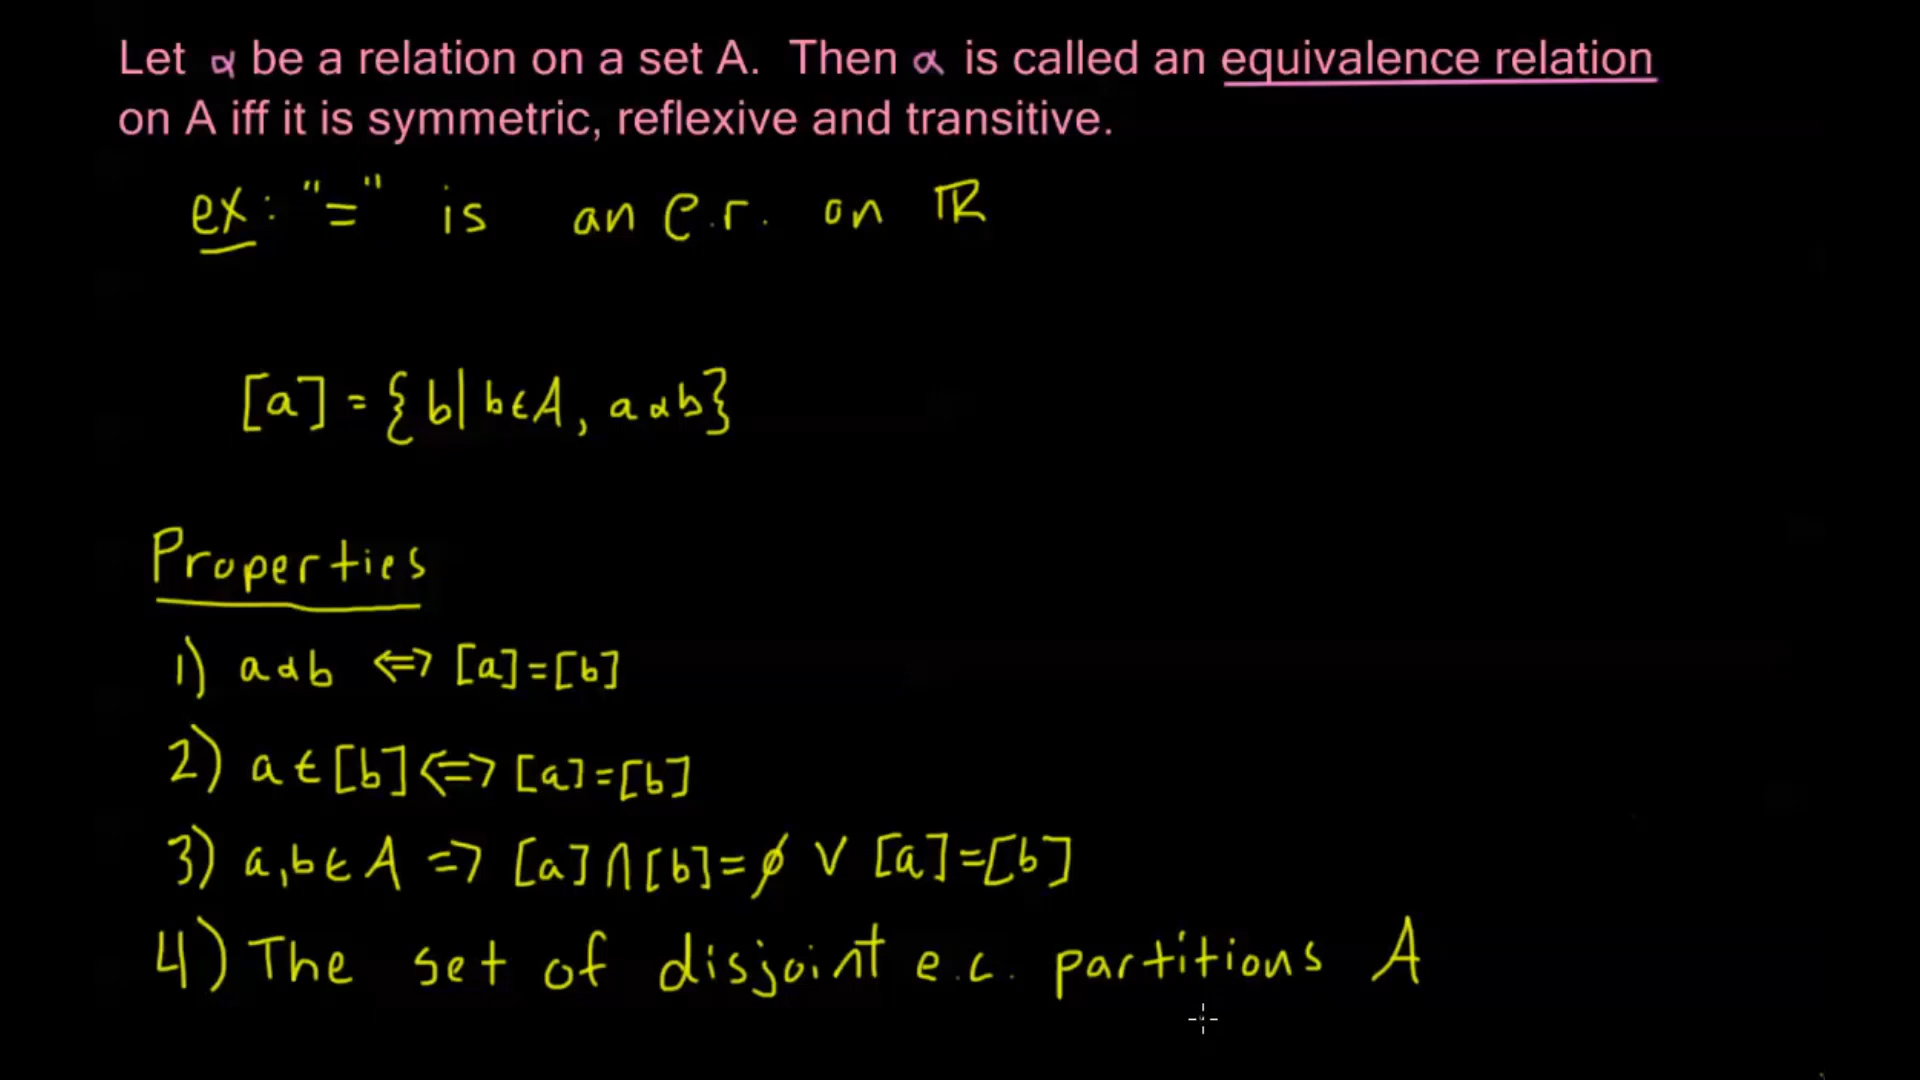 Let α be a relation on a set A. Then α is called an equivalence relation
on A iff it is symmetric, reflexive and transitive.
ex: "=" is an e.r. on ℝ
[a] = {b| b∈A, aαb}
Properties
1) aαb ⇔ [a]=[b]
2) a∈[b] ⇔ [a]=[b]
3) a,b∈A ⇒ [a]∩[b]=ϕ ∨ [a]=[b]
4) The set of disjoint e.c. partitions A